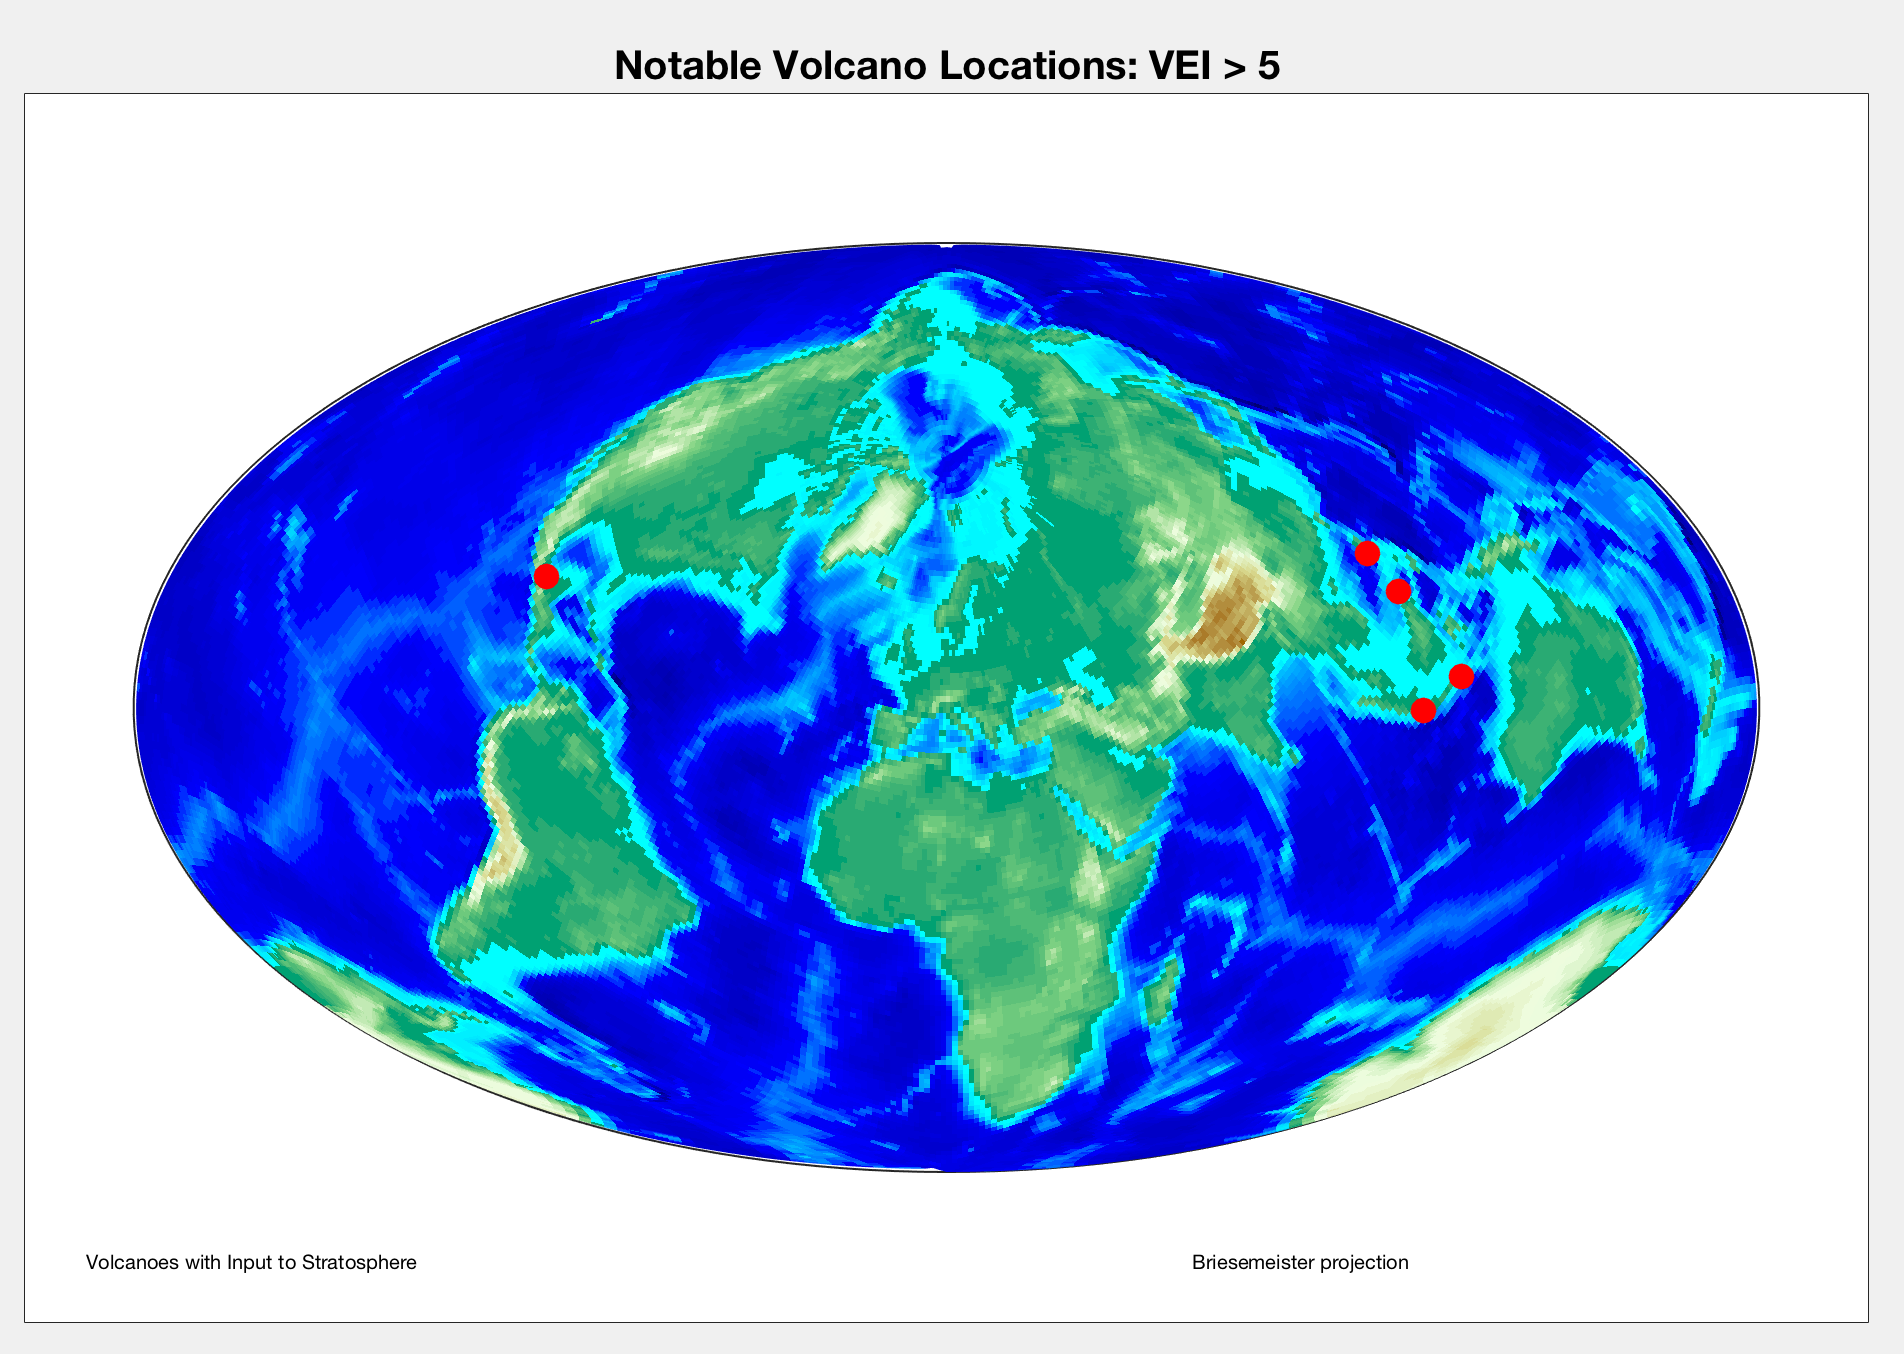 Notable Volcano Locations: VEI > 5
Volcanoes with Input to Stratosphere
Briesemeister projection